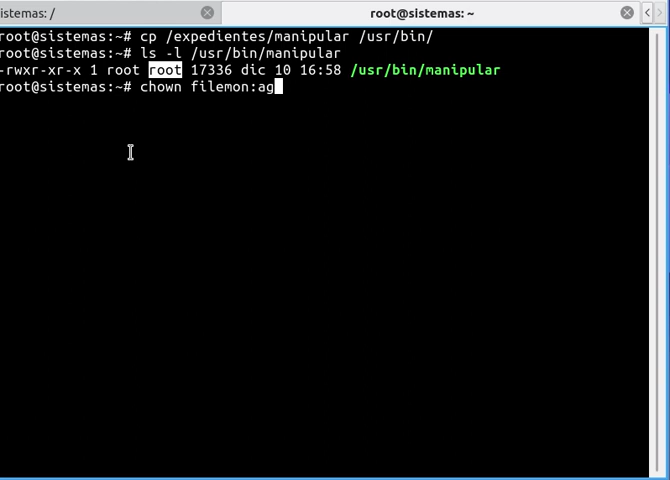 istemas: /
root@sistemas: ~
root@sistemas:~# cp /expedientes/manipular /usr/bin/
root@sistemas:~# ls -l /usr/bin/manipular
-rwxr-xr-x 1 root root 17336 dic 10 16:58 /usr/bin/manipular
root@sistemas:~# chown filemon:ag